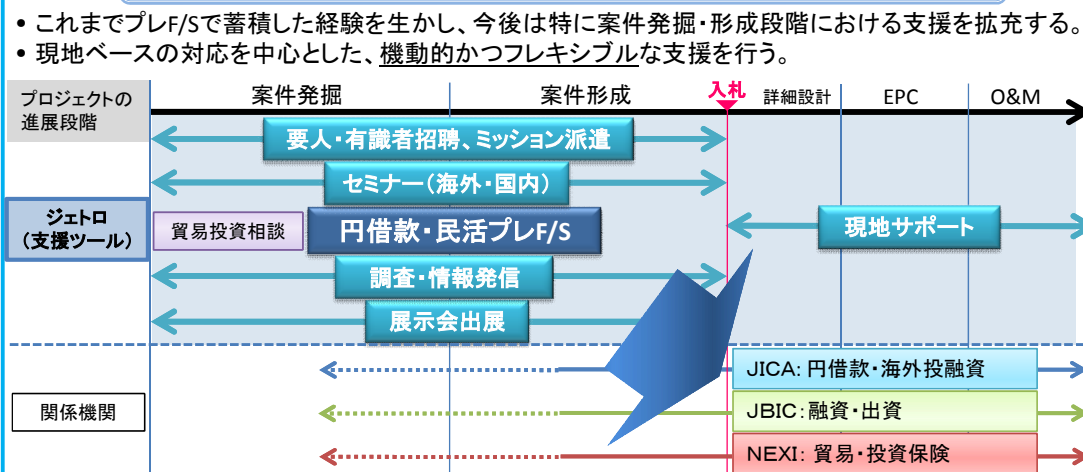 • これまでプレF/Sで蓄積した経験を生かし、今後は特に案件発掘・形成段階における支援を拡充する。
• 現地ベースの対応を中心とした、機動的かつフレキシブルな支援を行う。
プロジェクトの
進展段階
案件発掘
案件形成
入札
詳細設計
EPC
O&M
要人・有識者招聘、ミッション派遣
セミナー(海外・国内)
ジェトロ
(支援ツール)
貿易投資相談
円借款・民活プレF/S
現地サポート
調査・情報発信
展示会出展
関係機関
JICA: 円借款・海外投融資
JBIC: 融資・出資
NEXI: 貿易・投資保険